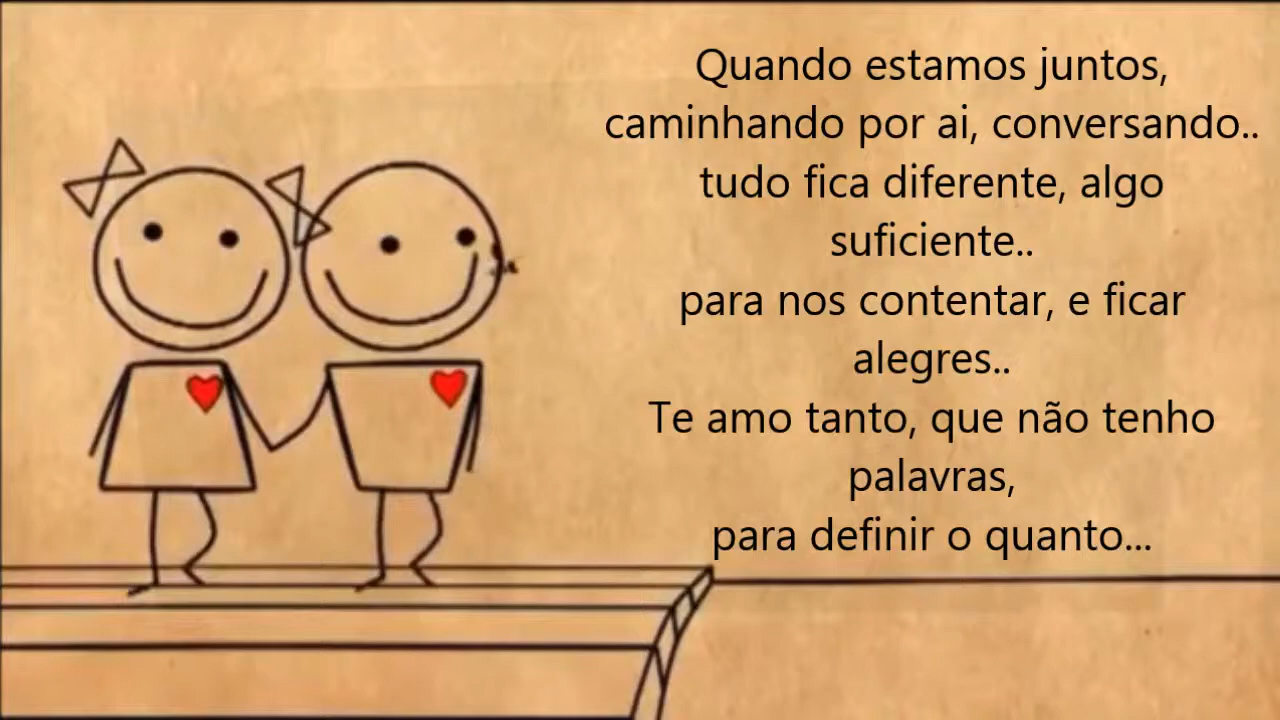 Quando estamos juntos,
caminhando por ai, conversando..
tudo fica diferente, algo
suficiente..
para nos contentar, e ficar
alegres..
Te amo tanto, que não tenho
palavras,
para definir o quanto...